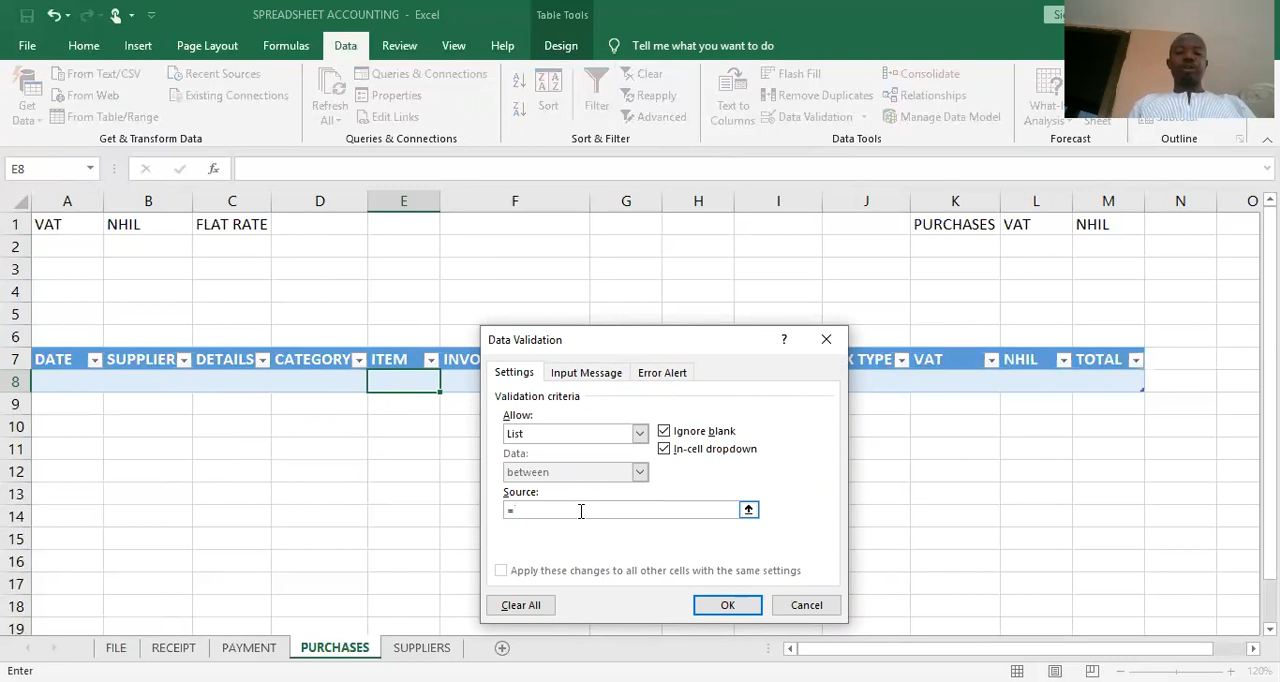 SPREADSHEET ACCOUNTING - Excel
Table Tools
File Home Insert Page Layout Formulas Data Review View Help Design Tell me what you want to do
From Text/CSV Recent Sources Queries & Connections Clear Flash Fill Consolidate
From Web Existing Connections Properties Reapply Remove Duplicates Relationships
From Table/Range Edit Links Advanced Data Validation Manage Data Model
Get Data Refresh All Sort Filter Text to Columns What-If Analysis Sheet
Get & Transform Data Queries & Connections Sort & Filter Data Tools Forecast Outline
E8 fx
A B C D E F G H I J K L M N O
1 VAT NHIL FLAT RATE PURCHASES VAT NHIL
2
3
4
5
6
7 DATE SUPPLIER DETAILS CATEGORY ITEM INVO TYPE VAT NHIL TOTAL
8
9
10
11
12
13
14
15
16
17
18
19
Data Validation ?
Settings Input Message Error Alert
Validation criteria
Allow:
List Ignore blank
Data: In-cell dropdown
between
Source:
=
Apply these changes to all other cells with the same settings
Clear All OK Cancel
FILE RECEIPT PAYMENT PURCHASES SUPPLIERS
Enter 120%